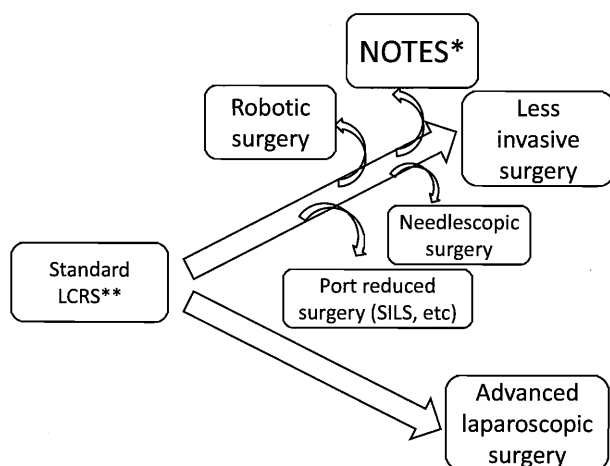 NOTES*
Robotic
surgery
Less
invasive
surgery
Needlescopic
surgery
Standard
LCRS**
Port reduced
surgery (SILS, etc)
Advanced
laparoscopic
surgery